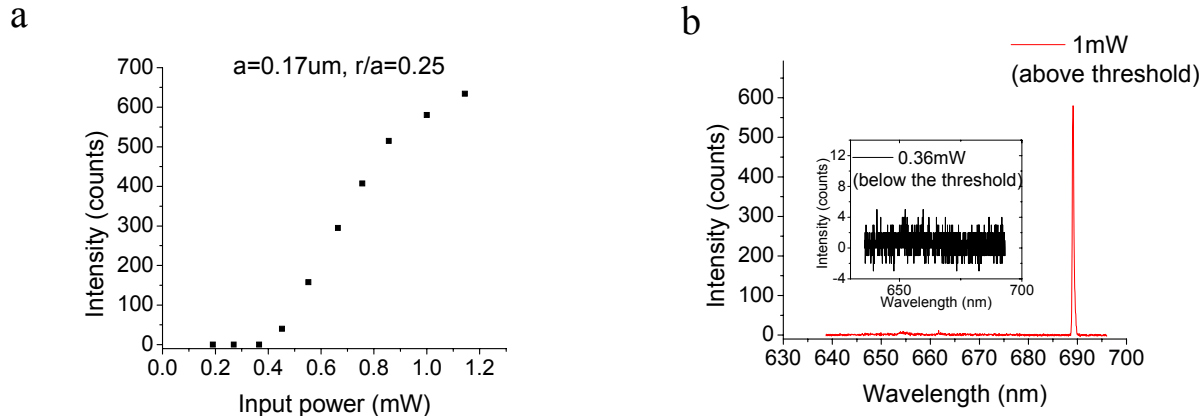 a
a=0.17um, r/a=0.25
700
600
500
400
300
200
100
0
0.0 0.2 0.4 0.6 0.8 1.0 1.2
Intensity (counts)
Input power (mW)
b
1mW
(above threshold)
600
500
400
300
200
100
0
630 640 650 660 670 680 690 700
Intensity (counts)
Wavelength (nm)
0.36mW
(below the threshold)
12
8
4
0
-4
650 700
Intensity (counts)
Wavelength (nm)